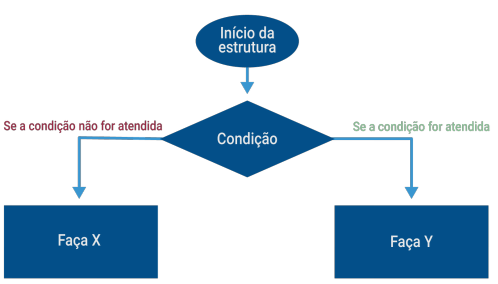 Início da
estrutura
Se a condição não for atendida
Condição
Se a condição for atendida
Faça X
Faça Y